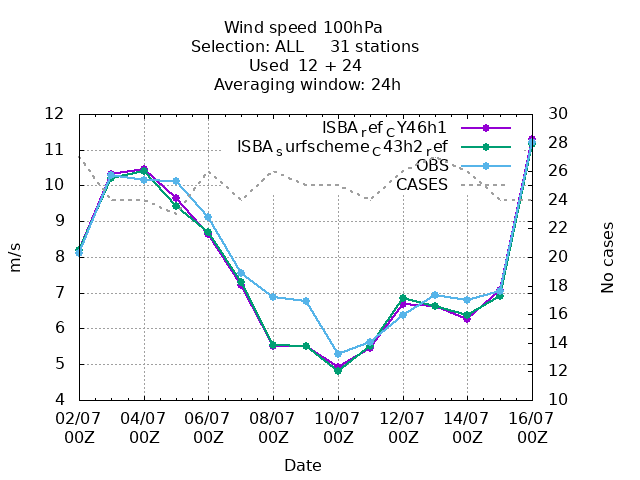 Wind speed 100hPa
Selection: ALL 31 stations
Used 12 + 24
Averaging window: 24h
ISBA_ref_CY46h1
ISBA_surfscheme_C43h2_ref
OBS
CASES
12
11
10
9
8
7
6
5
4
m/s
30
28
26
24
22
20
18
16
14
12
10
No cases
02/07 04/07 06/07 08/07 10/07 12/07 14/07 16/07
00Z 00Z 00Z 00Z 00Z 00Z 00Z 00Z
Date